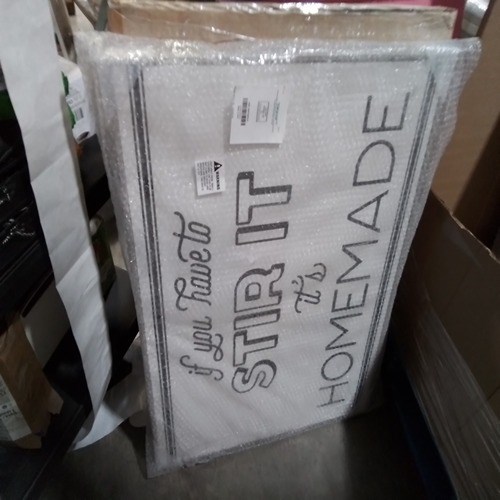 if you have to
STIR IT
it's
HOMEMADE